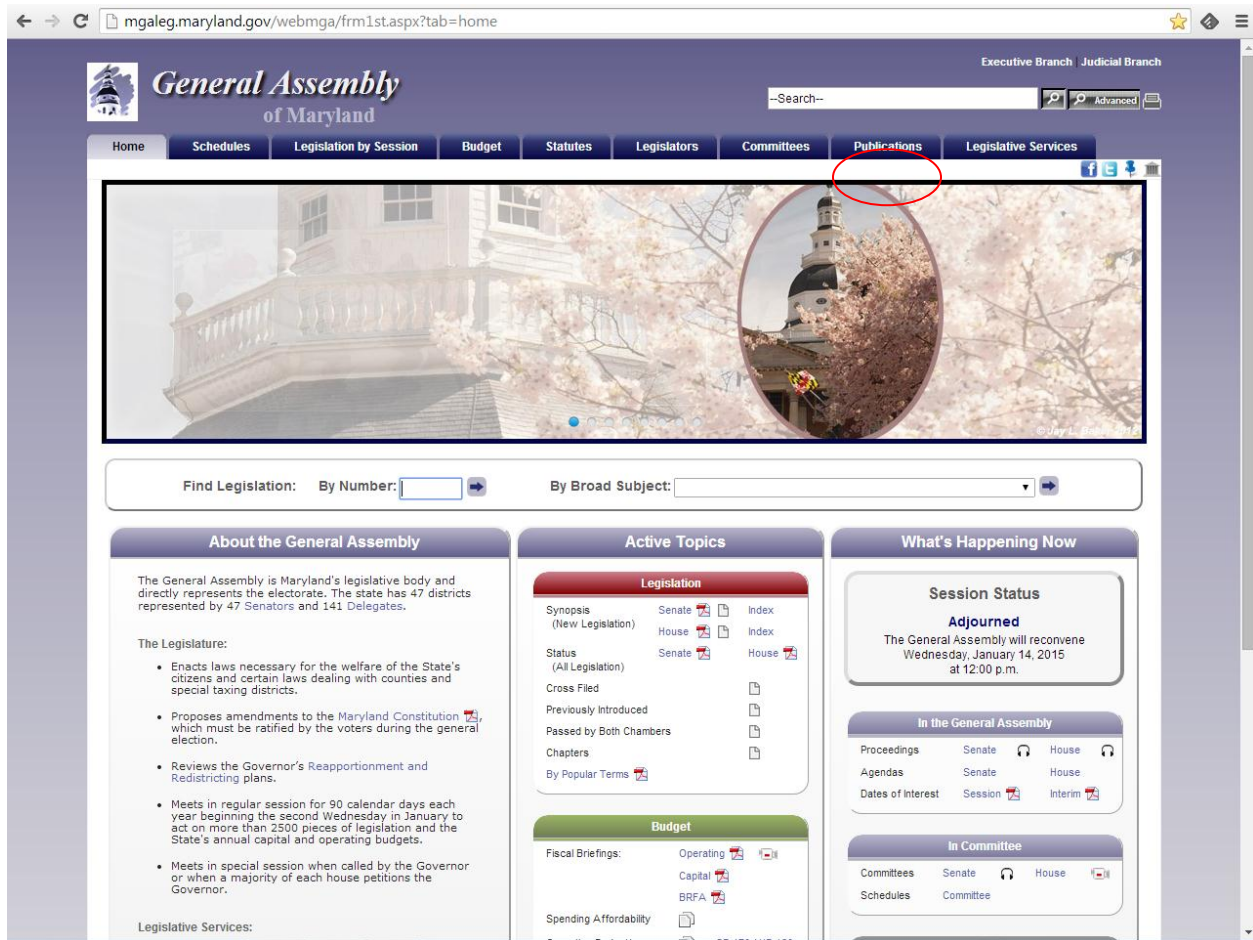 mgaleg.maryland.gov/webmga/frm1st.aspx?tab=home
Executive Branch | Judicial Branch
General Assembly
of Maryland
--Search--
Advanced
Home Schedules Legislation by Session Budget Statutes Legislators Committees Publications Legislative Services
Find Legislation: By Number: By Broad Subject:
About the General Assembly
The General Assembly is Maryland's legislative body and
directly represents the electorate. The state has 47 districts
represented by 47 Senators and 141 Delegates.
The Legislature:
• Enacts laws necessary for the welfare of the State's
citizens and certain laws dealing with counties and
special taxing districts.
• Proposes amendments to the Maryland Constitution ,
which must be ratified by the voters during the general
election.
• Reviews the Governor's Reapportionment and
Redistricting plans.
• Meets in regular session for 90 calendar days each
year beginning the second Wednesday in January to
act on more than 2500 pieces of legislation and the
State's annual capital and operating budgets.
• Meets in special session when called by the Governor
or when a majority of each house petitions the
Governor.
Legislative Services:
Active Topics
Legislation
Synopsis Senate Index
(New Legislation)
House Index
Status Senate House
(All Legislation)
Cross Filed
Previously Introduced
Passed by Both Chambers
Chapters
By Popular Terms
Budget
Fiscal Briefings: Operating
Capital
BRFA
Spending Affordability
What's Happening Now
Session Status
Adjourned
The General Assembly will reconvene
Wednesday, January 14, 2015
at 12:00 p.m.
In the General Assembly
Proceedings Senate House
Agendas Senate House
Dates of Interest Session Interim
In Committee
Committees Senate House
Schedules Committee